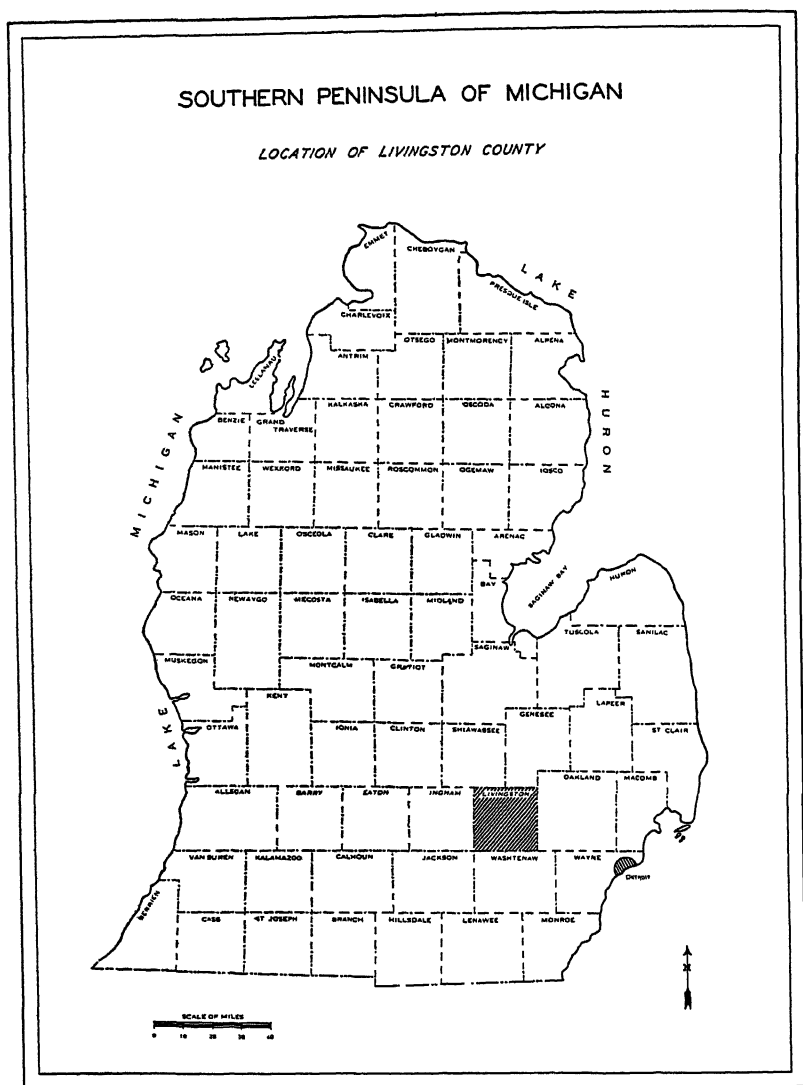 SOUTHERN PENINSULA OF MICHIGAN
LOCATION OF LIVINGSTON COUNTY
EMMET
CHEBOYGAN
LAKE
PRESQUE ISLE
CHARLEVOIX
OTSEGO
MONTMORENCY
ALPENA
ANTRIM
LELLANAU
HURON
KALKASKA
CRAWFORD
OSCODA
ALCONA
BENZIE
GRAND
TRAVERSE
MICHIGAN
MANISTEE
WEXFORD
MISSAUKEE
ROSCOMMON
OGEMAW
IOSCO
MASON
LAKE
OSCEOLA
CLARE
GLADWIN
ARENAC
BAY
SAGINAW BAY
HURON
OCEANA
NEWAYGO
MECOSTA
ISABELLA
MIDLAND
TUSCOLA
SANILAC
SAGINAW
MUSKEGON
MONTCALM
GRATIOT
KENT
LAPEER
GENESEE
LAKE
OTTAWA
IONIA
CLINTON
SHIAWASSEE
ST CLAIR
OAKLAND
MACOMB
ALLEGAN
BARRY
EATON
INGHAM
LIVINGSTON
VAN BUREN
KALAMAZOO
CALHOUN
JACKSON
WASHTENAW
WAYNE
DETROIT
BERRIEN
CASS
ST JOSEPH
BRANCH
HILLSDALE
LENAWEE
MONROE
SCALE OF MILES
0 10 20 30 40